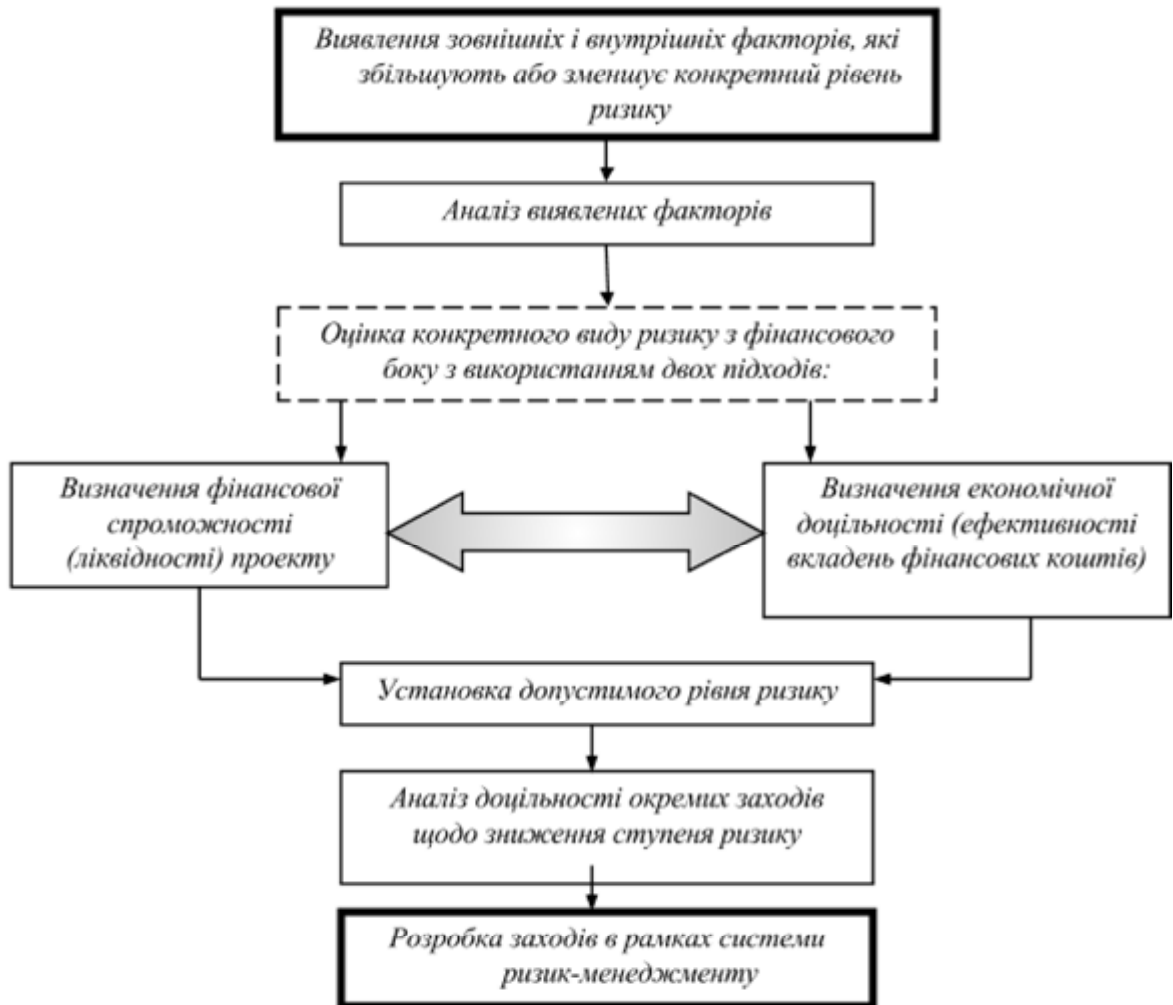 Виявлення зовнішніх і внутрішніх факторів, які
збільшують або зменшує конкретний рівень
ризику
Аналіз виявлених факторів
Оцінка конкретного виду ризику з фінансового
боку з використанням двох підходів:
Визначення фінансової
спроможності
(ліквідності) проекту
Визначення економічної
доцільності (ефективності
вкладень фінансових коштів)
Установка допустимого рівня ризику
Аналіз доцільності окремих заходів
щодо зниження ступеня ризику
Розробка заходів в рамках системи
ризик-менеджменту